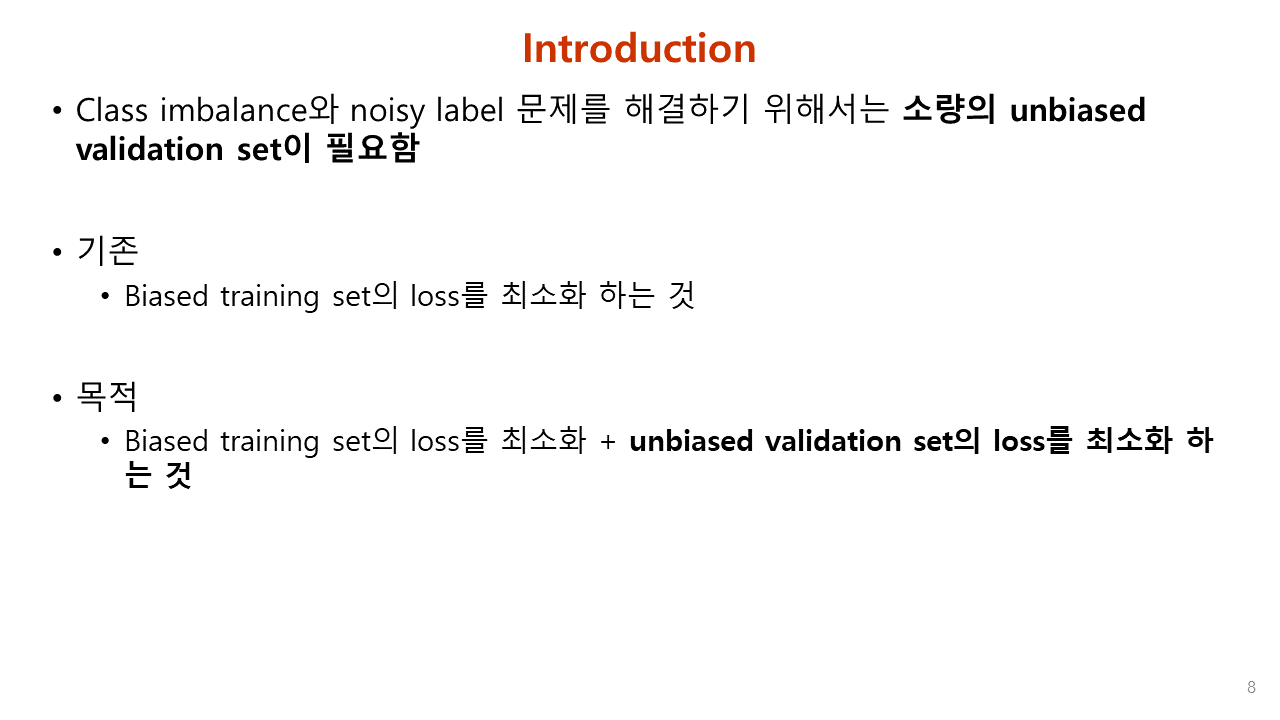 Introduction
• Class imbalance와 noisy label 문제를 해결하기 위해서는 소량의 unbiased
validation set이 필요함
• 기존
• Biased training set의 loss를 최소화 하는 것
• 목적
• Biased training set의 loss를 최소화 + unbiased validation set의 loss를 최소화 하
는 것
8